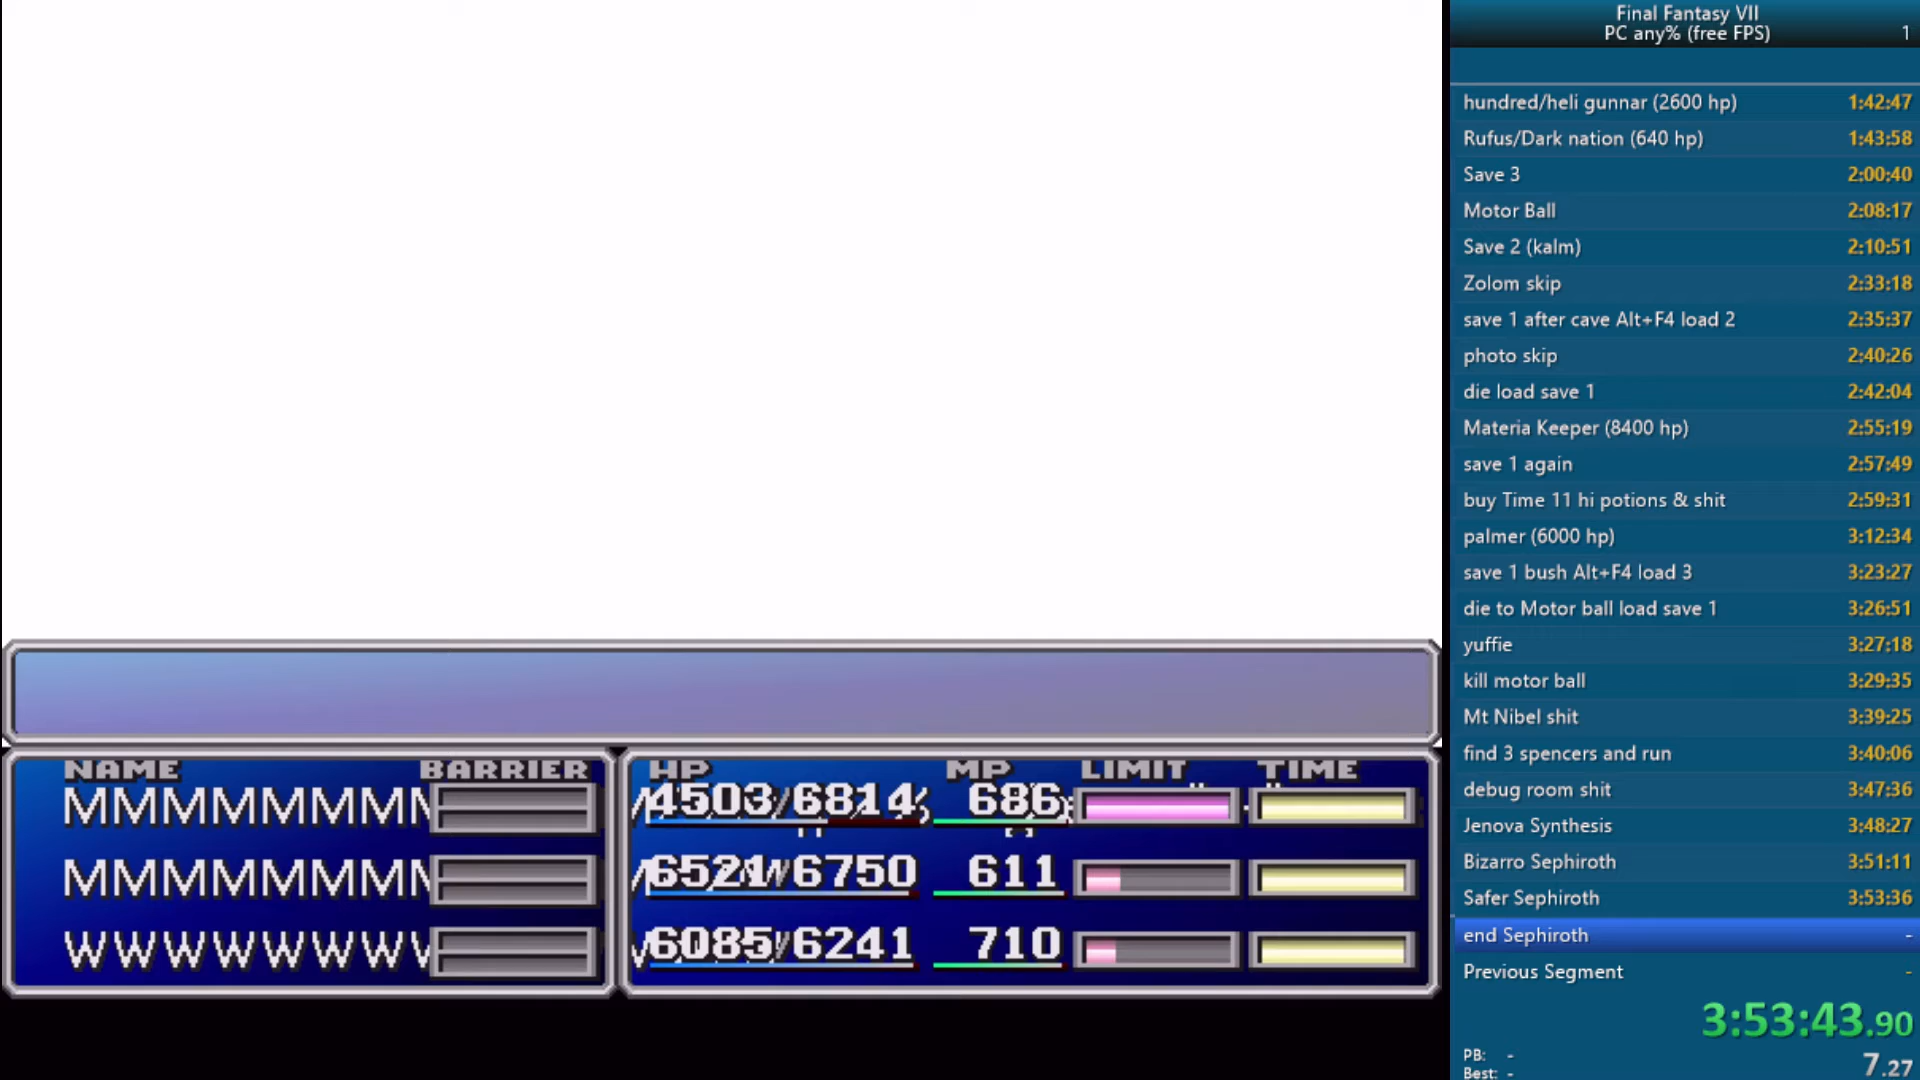 Final Fantasy VII
PC any% (free FPS) 1
hundred/heli gunnar (2600 hp) 1:42:47
Rufus/Dark nation (640 hp) 1:43:58
Save 3 2:00:40
Motor Ball 2:08:17
Save 2 (kalm) 2:10:51
Zolom skip 2:33:18
save 1 after cave Alt+F4 load 2 2:35:37
photo skip 2:40:26
die load save 1 2:42:04
Materia Keeper (8400 hp) 2:55:19
save 1 again 2:57:49
buy Time 11 hi potions & shit 2:59:31
palmer (6000 hp) 3:12:34
save 1 bush Alt+F4 load 3 3:23:27
die to Motor ball load save 1 3:26:51
yuffie 3:27:18
kill motor ball 3:29:35
Mt Nibel shit 3:39:25
find 3 spencers and run 3:40:06
debug room shit 3:47:36
Jenova Synthesis 3:48:27
Bizarro Sephiroth 3:51:11
Safer Sephiroth 3:53:36
end Sephiroth -
Previous Segment -
3:53:43.90
PB: -
Best: - 7.27
NAME BARRIER HP MP LIMIT TIME
MMMMMMMM 4503/6814 686
MMMMMMMM 6521/6750 611
WWWWWWWW 6085/6241 710